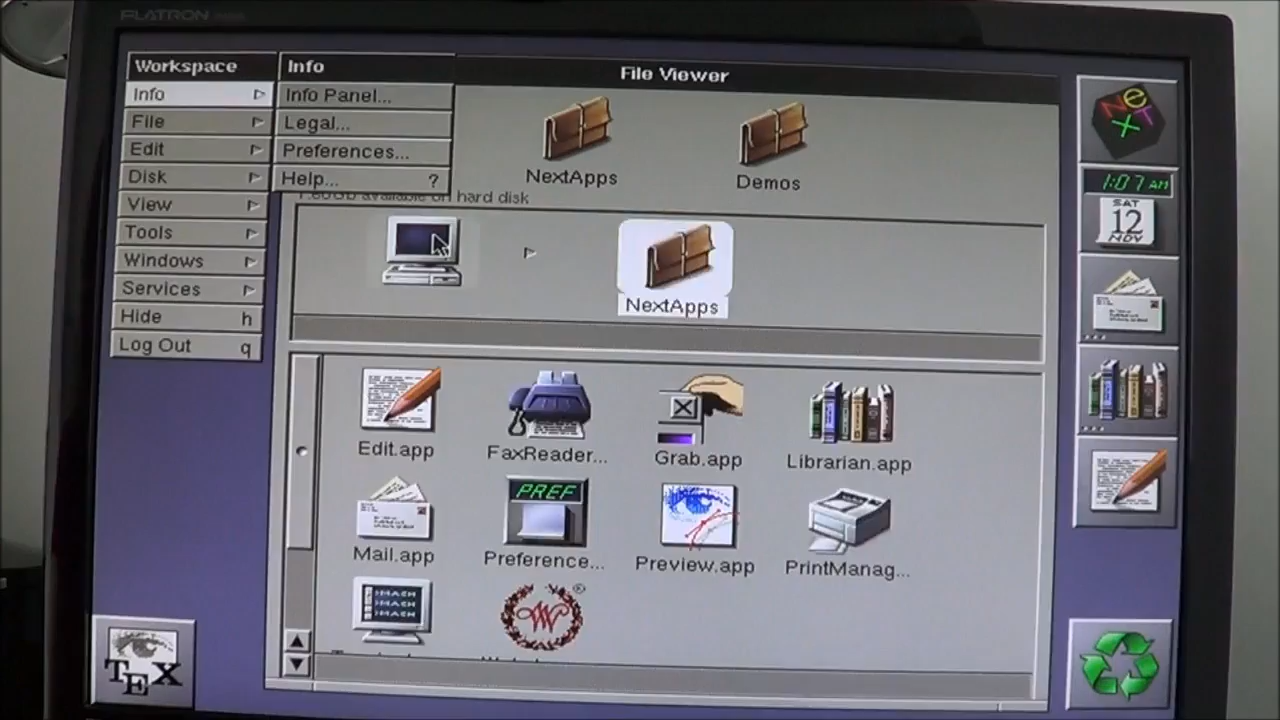 FLATRON
Workspace
Info
File
Edit
Disk
View
Tools
Windows
Services
Hide h
Log Out q
Info
Info Panel...
Legal...
Preferences...
Help... ?
File Viewer
NextApps
Demos
available on hard disk
NextApps
Edit.app
FaxReader...
Grab.app
Librarian.app
Mail.app
PREF
Preference...
Preview.app
PrintManag...
W ®
NeXT
1:07 AM
SAT
12
NOV
TEX